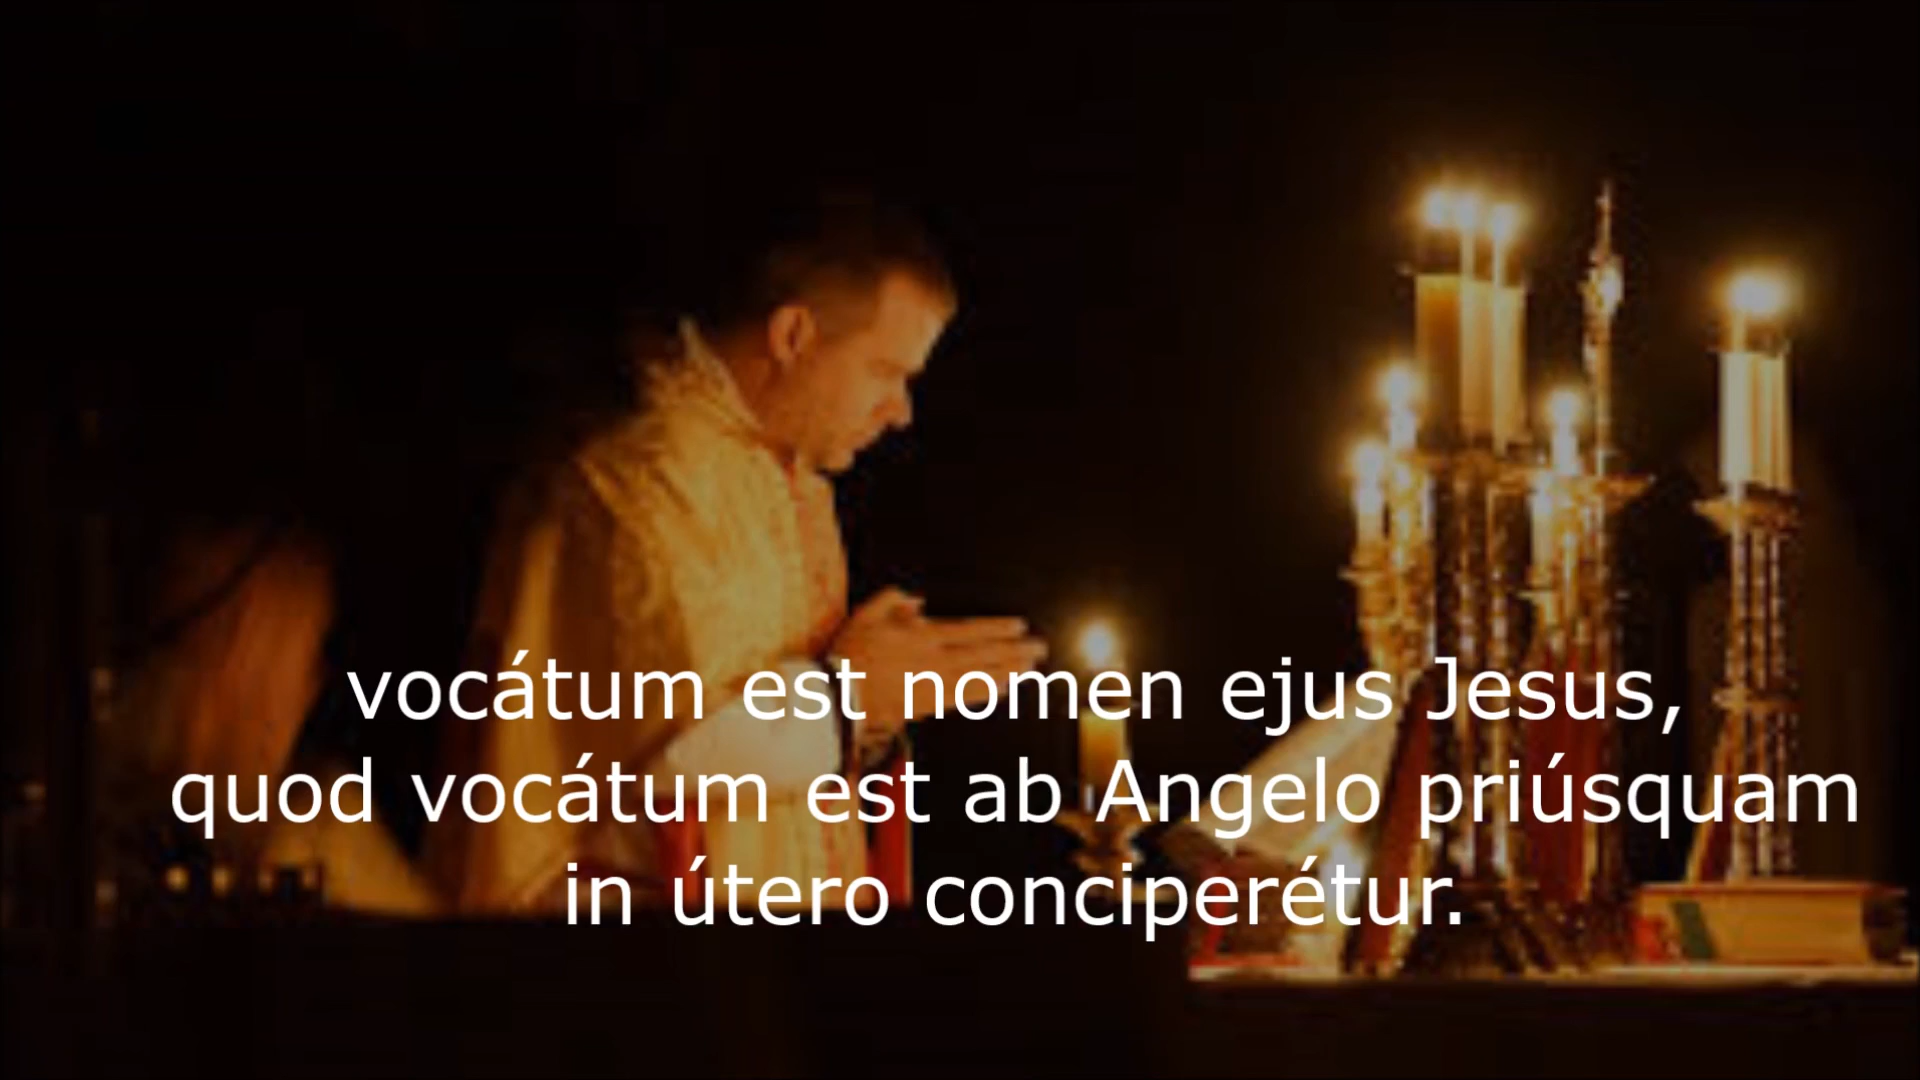 vocátum est nomen ejus Jesus,
quod vocátum est ab Angelo priúsquam
in útero conciperétur.